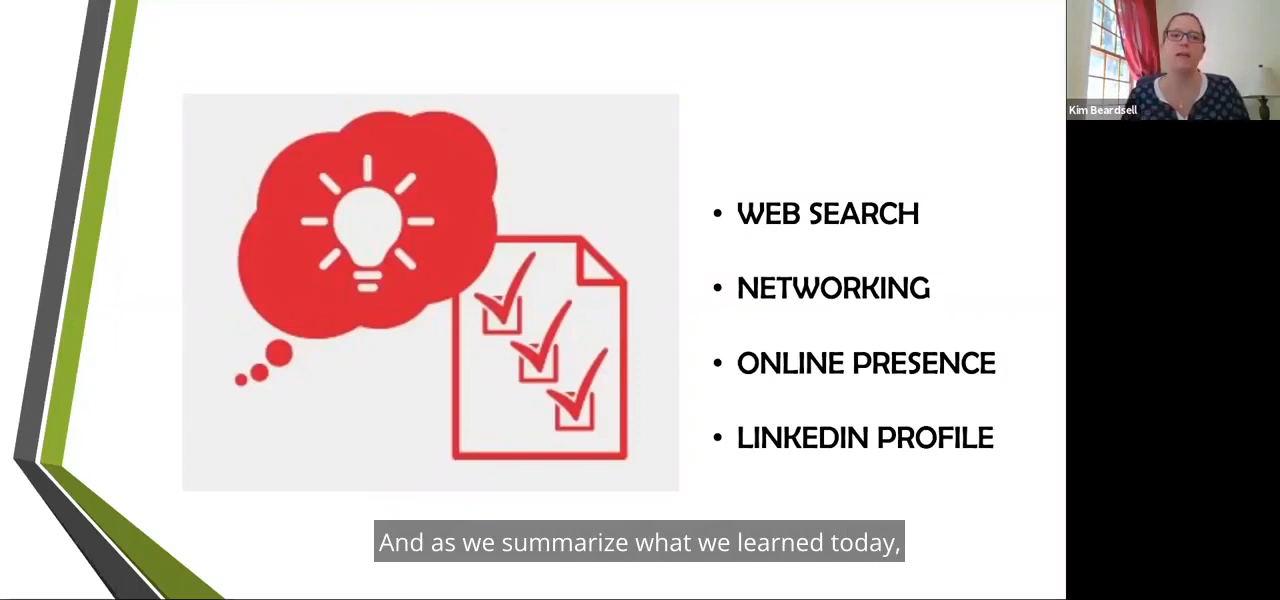 WEB SEARCH
NETWORKING
ONLINE PRESENCE
LINKEDIN PROFILE
And as we summarize what we learned today,
Kim Beardsell